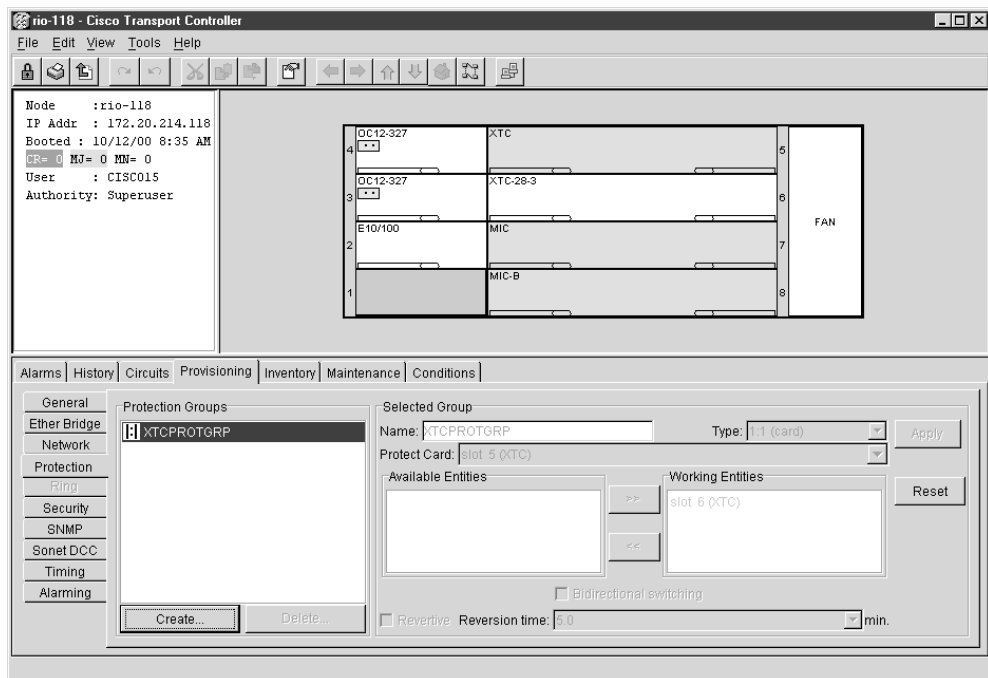 rio-118 - Cisco Transport Controller
File Edit View Tools Help
Node :rio-118
IP Addr : 172.20.214.118
Booted : 10/12/00 8:35 AM
CR= 0 MJ= 0 MN= 0
User : CISCO15
Authority: Superuser
4 OC12-327 XTC 5
3 OC12-327 XTC-28-3 6
FAN
2 E10/100 MIC 7
1 MIC-B 8
Alarms History Circuits Provisioning Inventory Maintenance Conditions
General
Ether Bridge
Network
Protection
Ring
Security
SNMP
Sonet DCC
Timing
Alarming
Protection Groups
XTCPROTGRP
Create... Delete...
Selected Group
Name: XTCPROTGRP Type: 1:1 (card) Apply
Protect Card: slot 5 (XTC)
Available Entities >> Working Entities Reset
slot 6 (XTC)
<<
Bidirectional switching
Revertive Reversion time: 5.0 min.